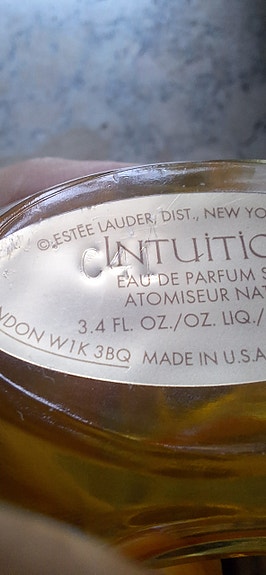 © ESTĒE LAUDER, DIST., NEW YO
INTUITIO
EAU DE PARFUM S
ATOMISEUR NAT
3.4 FL. OZ./OZ. LIQ./
NDON W1K 3BQ MADE IN U.S.A